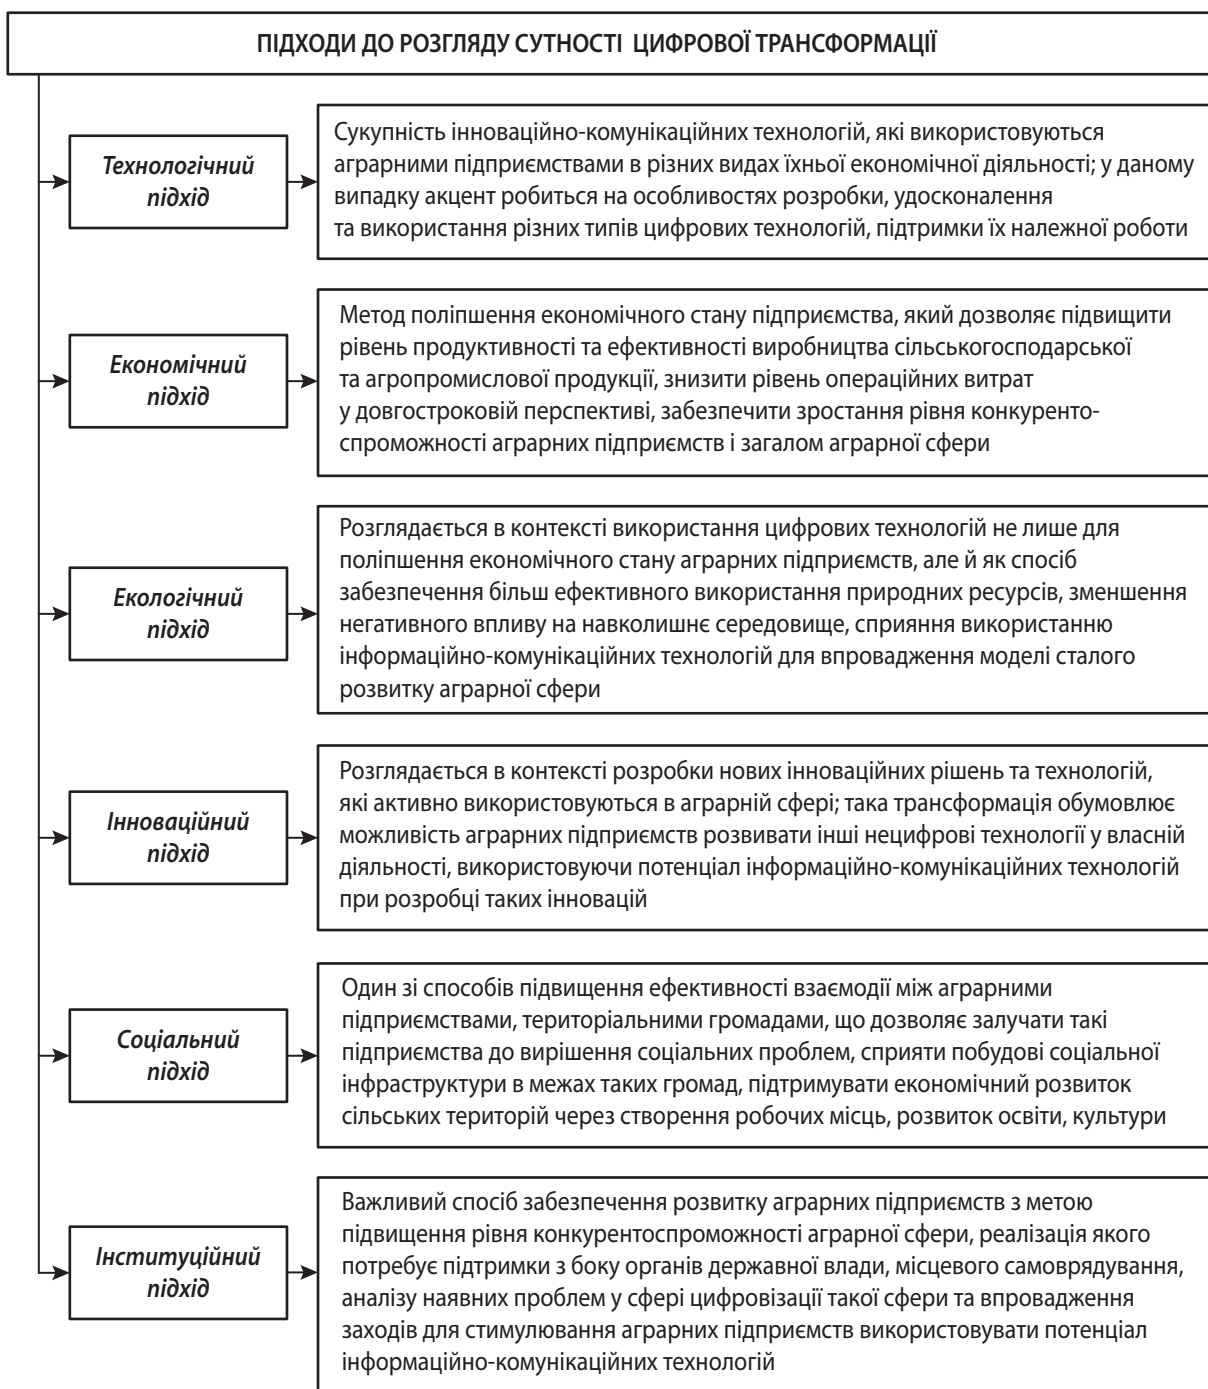 ПІДХОДИ ДО РОЗГЛЯДУ СУТНОСТІ ЦИФРОВОЇ ТРАНСФОРМАЦІЇ
Технологічний
підхід
Сукупність інноваційно-комунікаційних технологій, які використовуються
аграрними підприємствами в різних видах їхньої економічної діяльності; у даному
випадку акцент робиться на особливостях розробки, удосконалення
та використання різних типів цифрових технологій, підтримки їх належної роботи
Економічний
підхід
Метод поліпшення економічного стану підприємства, який дозволяє підвищити
рівень продуктивності та ефективності виробництва сільськогосподарської
та агропромислової продукції, знизити рівень операційних витрат
у довгостроковій перспективі, забезпечити зростання рівня конкуренто-
спроможності аграрних підприємств і загалом аграрної сфери
Екологічний
підхід
Розглядається в контексті використання цифрових технологій не лише для
поліпшення економічного стану аграрних підприємств, але й як спосіб
забезпечення більш ефективного використання природних ресурсів, зменшення
негативного впливу на навколишнє середовище, сприяння використанню
інформаційно-комунікаційних технологій для впровадження моделі сталого
розвитку аграрної сфери
Інноваційний
підхід
Розглядається в контексті розробки нових інноваційних рішень та технологій,
які активно використовуються в аграрній сфері; така трансформація обумовлює
можливість аграрних підприємств розвивати інші нецифрові технології у власній
діяльності, використовуючи потенціал інформаційно-комунікаційних технологій
при розробці таких інновацій
Соціальний
підхід
Один зі способів підвищення ефективності взаємодії між аграрними
підприємствами, територіальними громадами, що дозволяє залучати такі
підприємства до вирішення соціальних проблем, сприяти побудові соціальної
інфраструктури в межах таких громад, підтримувати економічний розвиток
сільських територій через створення робочих місць, розвиток освіти, культури
Інституційний
підхід
Важливий спосіб забезпечення розвитку аграрних підприємств з метою
підвищення рівня конкурентоспроможності аграрної сфери, реалізація якого
потребує підтримки з боку органів державної влади, місцевого самоврядування,
аналізу наявних проблем у сфері цифровізації такої сфери та впровадження
заходів для стимулювання аграрних підприємств використовувати потенціал
інформаційно-комунікаційних технологій